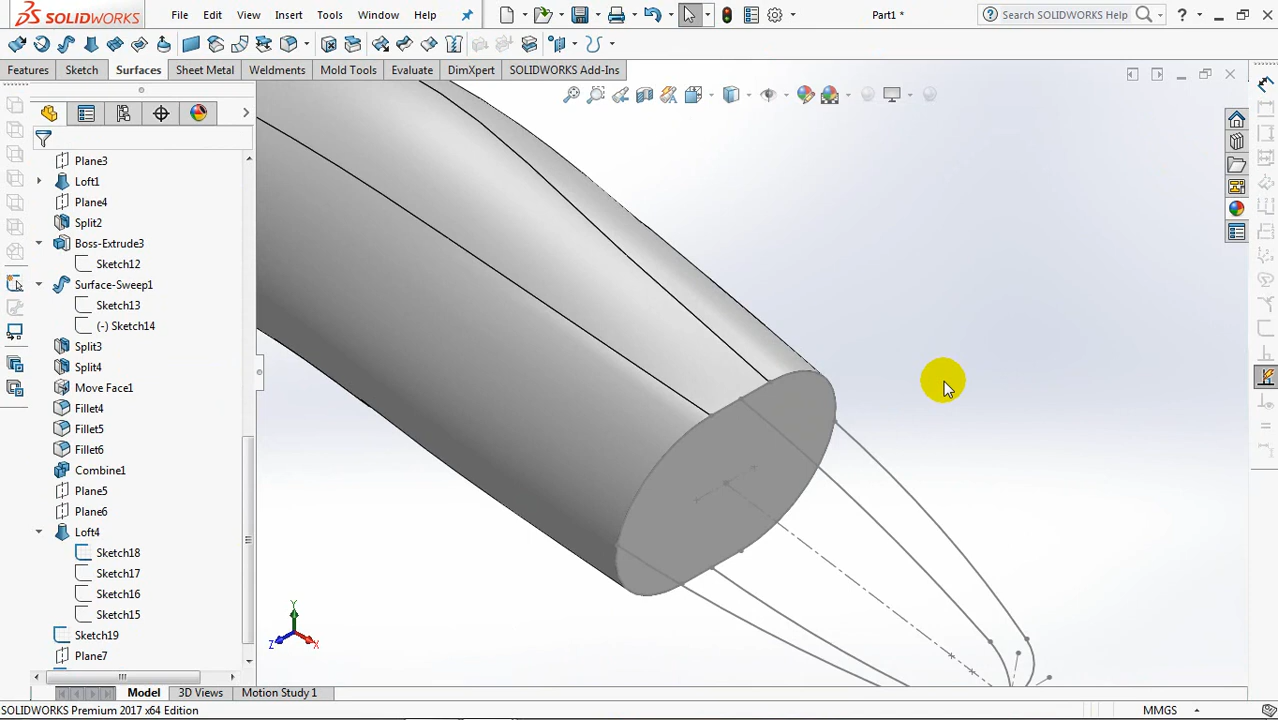 SOLIDWORKS File Edit View Insert Tools Window Help Part1 * Search SOLIDWORKS Help ?
Features Sketch Surfaces Sheet Metal Weldments Mold Tools Evaluate DimXpert SOLIDWORKS Add-Ins
Plane3
Loft1
Plane4
Split2
Boss-Extrude3
Sketch12
Surface-Sweep1
Sketch13
(-) Sketch14
Split3
Split4
Move Face1
Fillet4
Fillet5
Fillet6
Combine1
Plane5
Plane6
Loft4
Sketch18
Sketch17
Sketch16
Sketch15
Sketch19
Plane7
Y
Z X
Model 3D Views Motion Study 1
SOLIDWORKS Premium 2017 x64 Edition MMGS